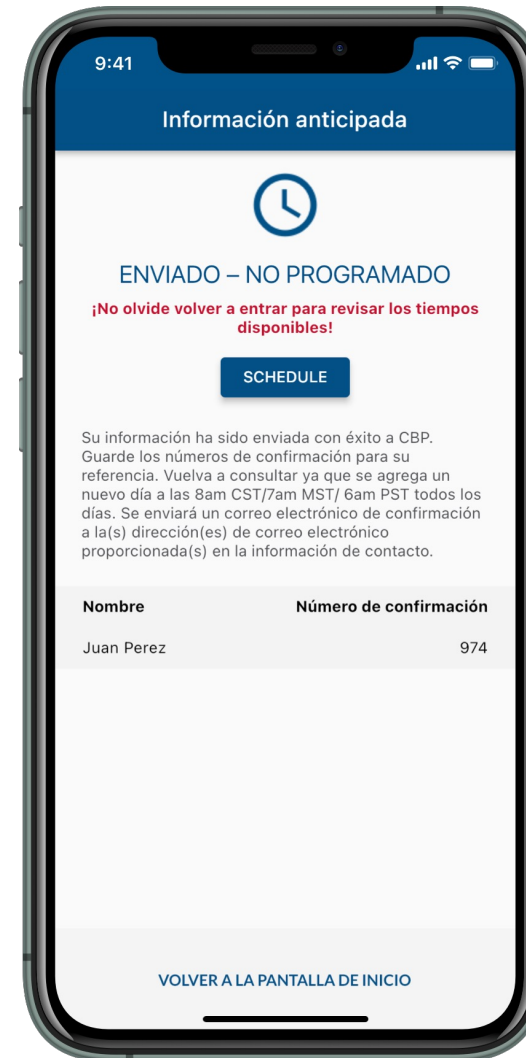 9:41
Información anticipada
ENVIADO – NO PROGRAMADO
¡No olvide volver a entrar para revisar los tiempos
disponibles!
SCHEDULE
Su información ha sido enviada con éxito a CBP.
Guarde los números de confirmación para su
referencia. Vuelva a consultar ya que se agrega un
nuevo día a las 8am CST/7am MST/ 6am PST todos los
días. Se enviará un correo electrónico de confirmación
a la(s) dirección(es) de correo electrónico
proporcionada(s) en la información de contacto.
Nombre Número de confirmación
Juan Perez 974
VOLVER A LA PANTALLA DE INICIO